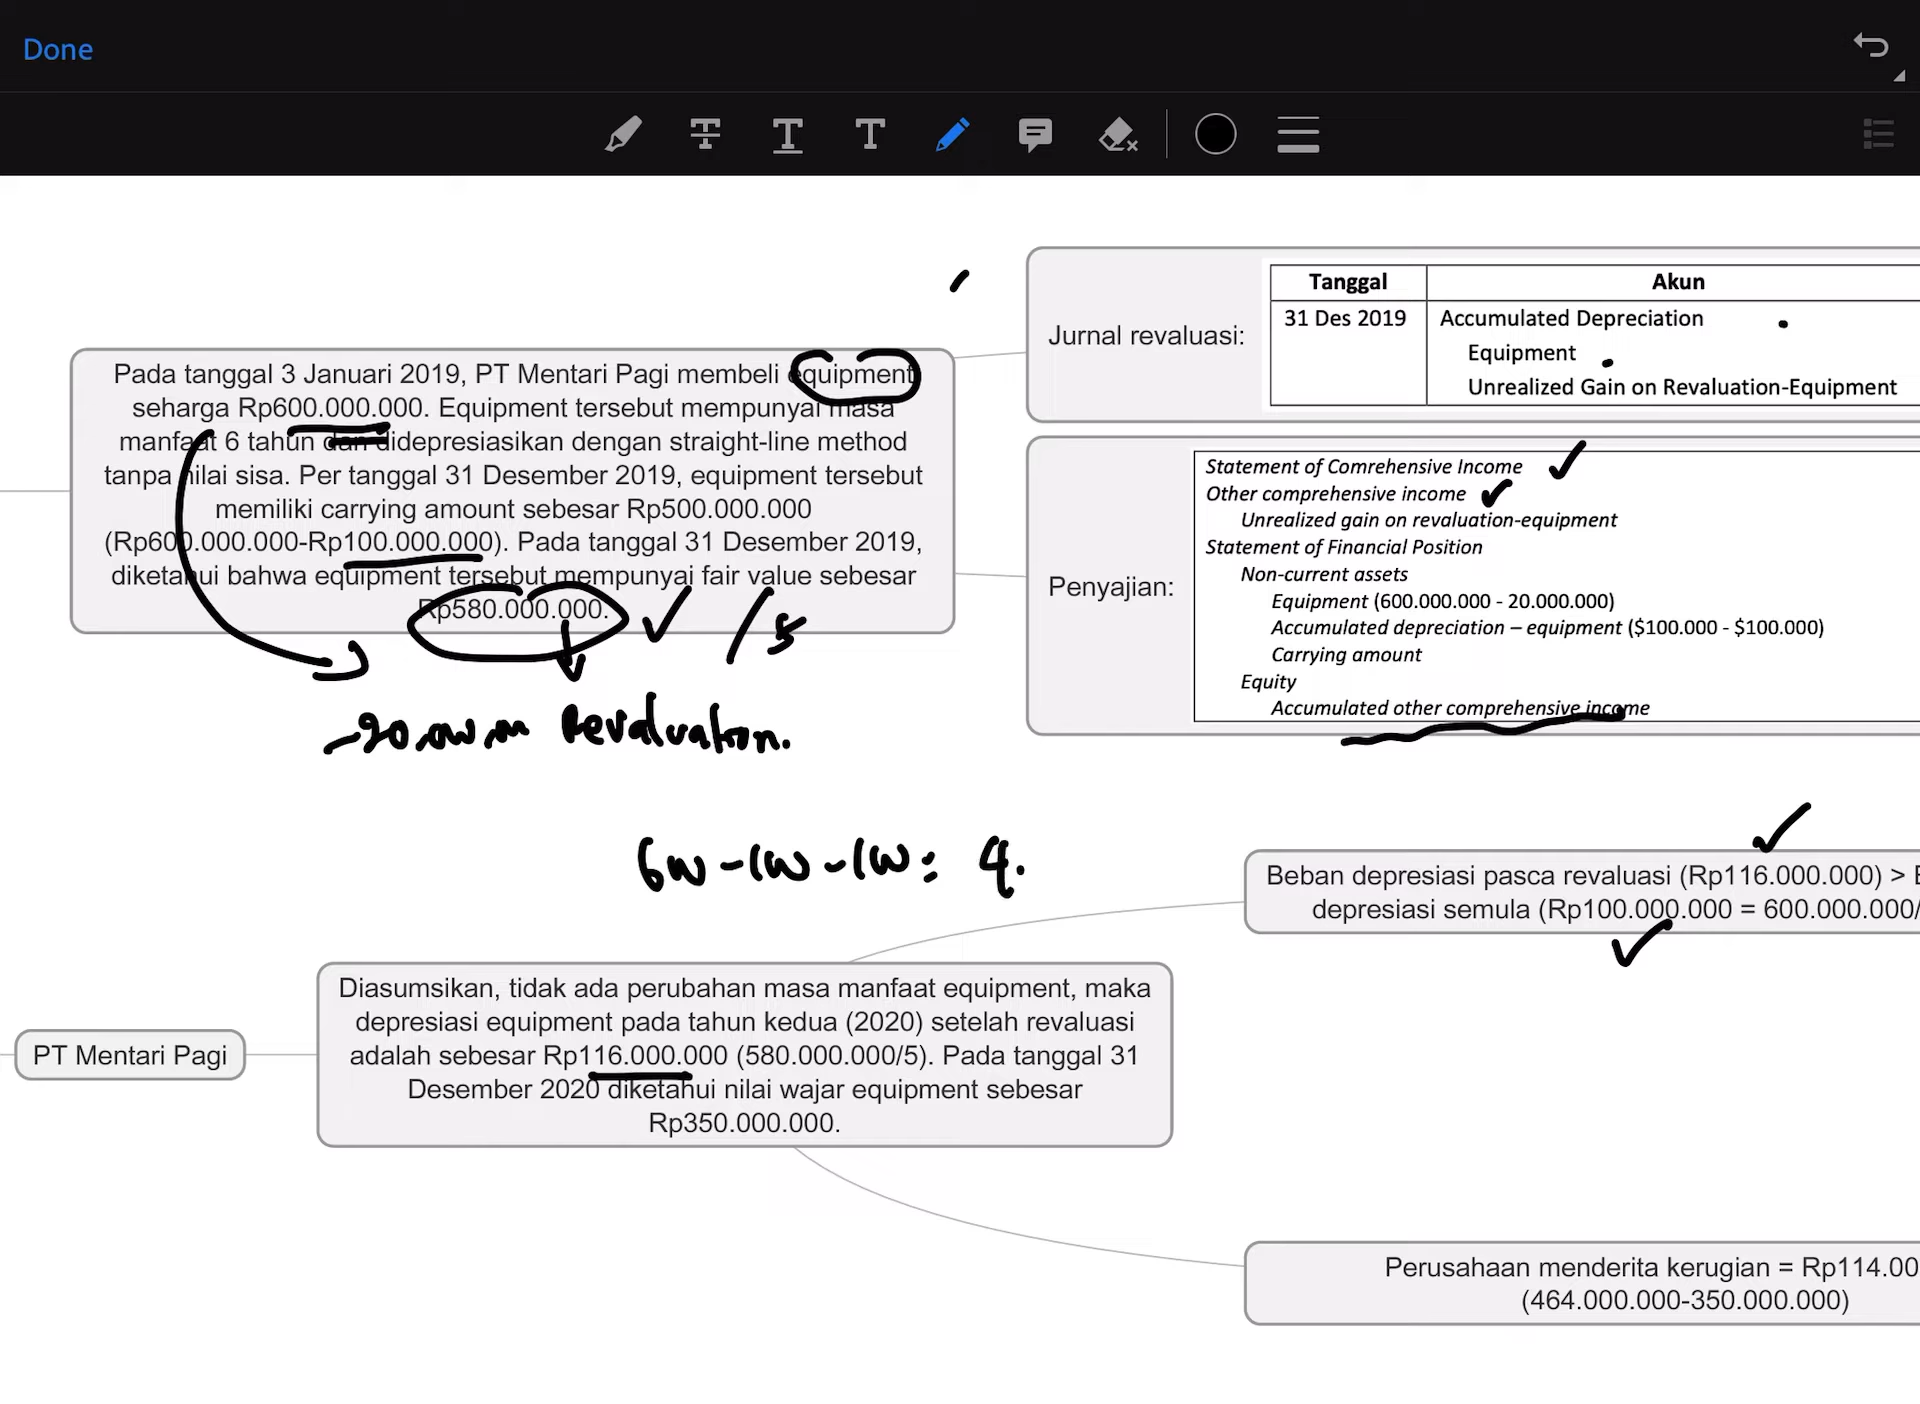 Done
Pada tanggal 3 Januari 2019, PT Mentari Pagi membeli equipment
seharga Rp600.000.000. Equipment tersebut mempunyai masa
manfaat 6 tahun dan didepresiasikan dengan straight-line method
tanpa nilai sisa. Per tanggal 31 Desember 2019, equipment tersebut
memiliki carrying amount sebesar Rp500.000.000
(Rp600.000.000-Rp100.000.000). Pada tanggal 31 Desember 2019,
diketahui bahwa equipment tersebut mempunyai fair value sebesar
Rp580.000.000.
/ 5
Revaluation.
Jurnal revaluasi:
Tanggal Akun
31 Des 2019 Accumulated Depreciation
Equipment
Unrealized Gain on Revaluation-Equipment
Penyajian:
Statement of Comrehensive Income
Other comprehensive income
Unrealized gain on revaluation-equipment
Statement of Financial Position
Non-current assets
Equipment (600.000.000 - 20.000.000)
Accumulated depreciation – equipment ($100.000 - $100.000)
Carrying amount
Equity
Accumulated other comprehensive income
Beban depresiasi pasca revaluasi (Rp116.000.000) >
depresiasi semula (Rp100.000.000 = 600.000.000/
PT Mentari Pagi
Diasumsikan, tidak ada perubahan masa manfaat equipment, maka
depresiasi equipment pada tahun kedua (2020) setelah revaluasi
adalah sebesar Rp116.000.000 (580.000.000/5). Pada tanggal 31
Desember 2020 diketahui nilai wajar equipment sebesar
Rp350.000.000.
Perusahaan menderita kerugian = Rp114.00
(464.000.000-350.000.000)